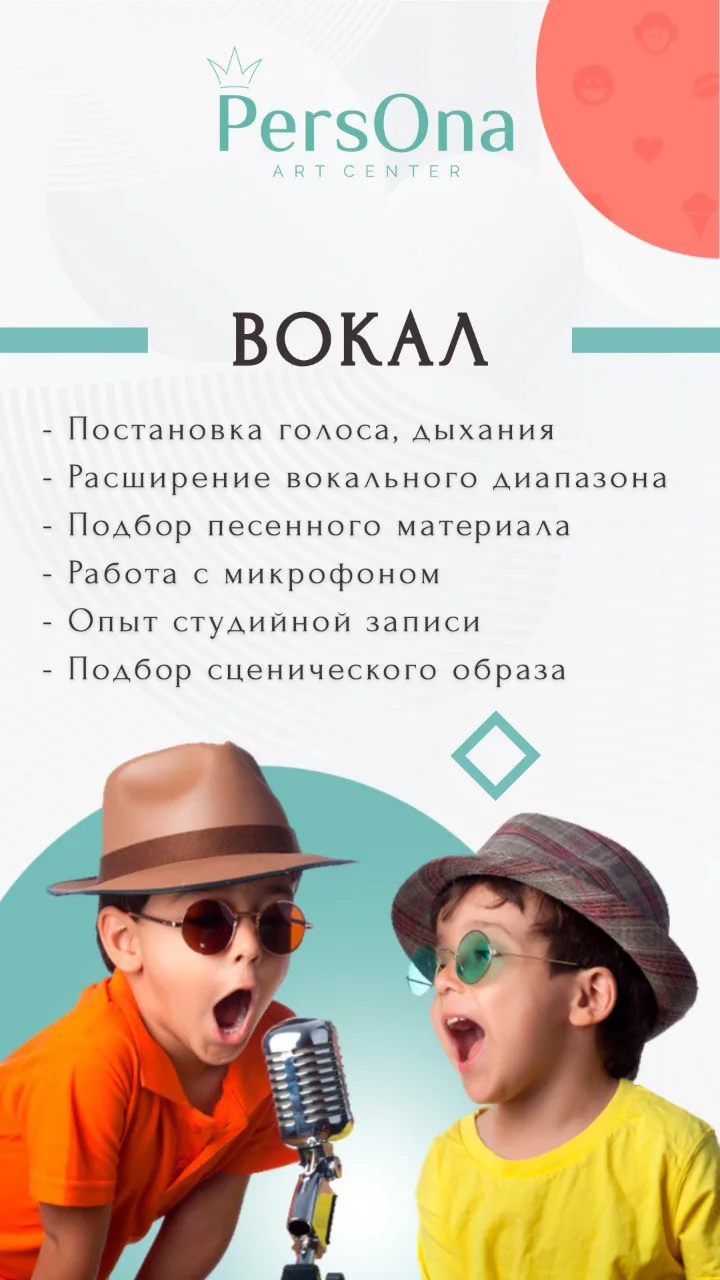 PersOna
ART CENTER
ВОКАЛ
- Постановка голоса, дыхания
- Расширение вокального диапазона
- Подбор песенного материала
- Работа с микрофоном
- Опыт студийной записи
- Подбор сценического образа